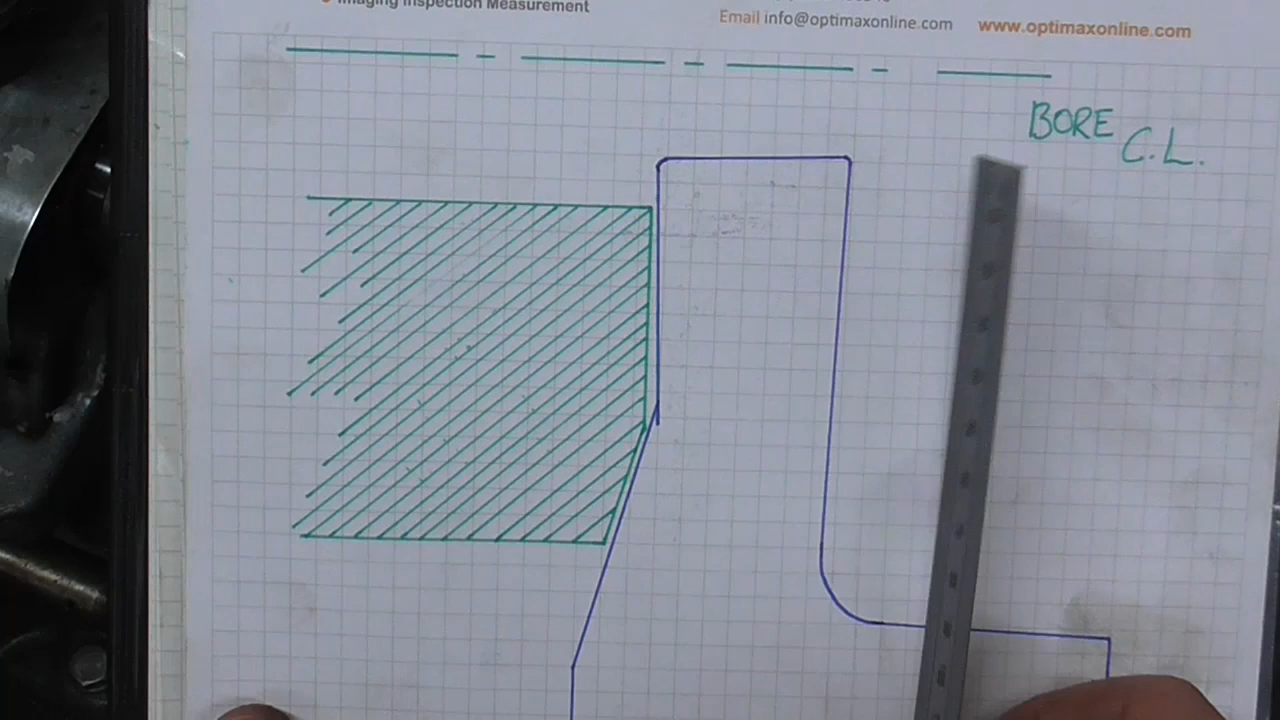 Imaging Inspection Measurement
Email info@optimaxonline.com www.optimaxonline.com
BORE
C.L.